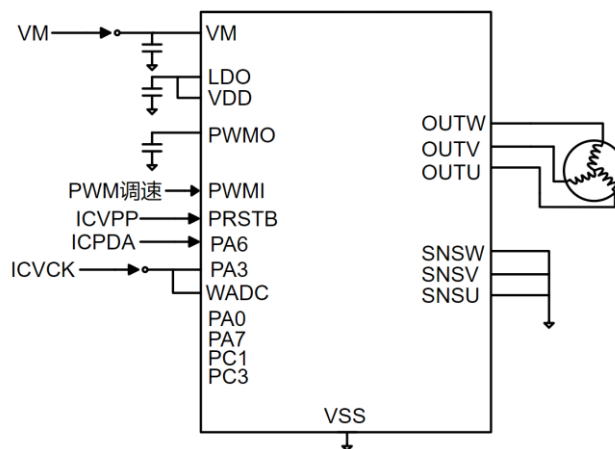 VM
VM
LDO
VDD
PWMO
PWM调速
PWMI
ICVPP
PRSTB
ICPDA
PA6
ICVCK
PA3
WADC
PA0
PA7
PC1
PC3
OUTW
OUTV
OUTU
SNSW
SNSV
SNSU
VSS